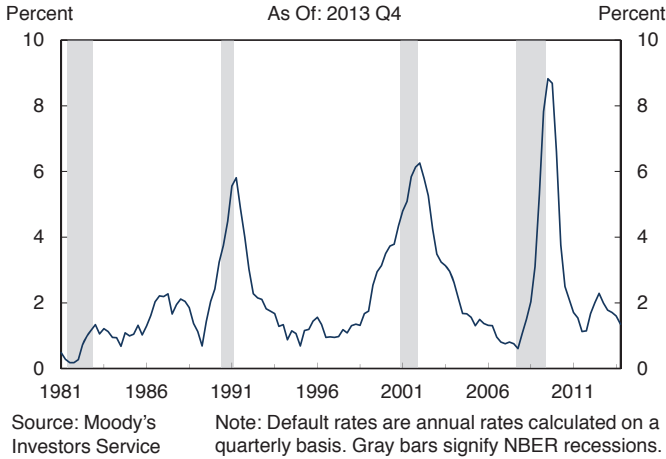 Percent As Of: 2013 Q4 Percent
10 10
8 8
6 6
4 4
2 2
0 0
1981 1986 1991 1996 2001 2006 2011
Source: Moody's Note: Default rates are annual rates calculated on a
Investors Service quarterly basis. Gray bars signify NBER recessions.